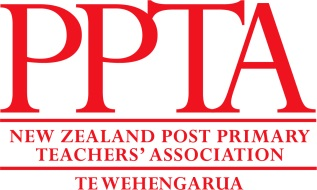 PPTA
NEW ZEALAND POST PRIMARY
TEACHERS' ASSOCIATION
TE WEHENGARUA